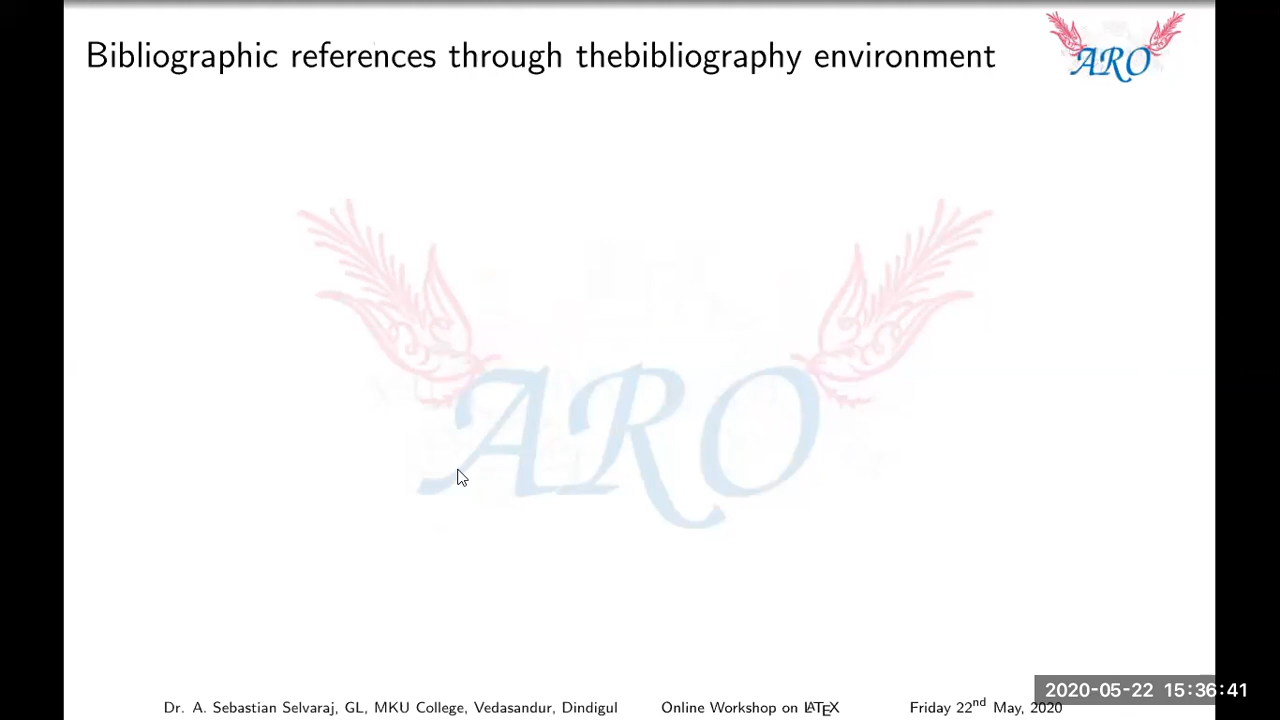 Bibliographic references through thebibliography environment
ARO
ARO
2020-05-22 15:36:41
Dr. A. Sebastian Selvaraj, GL, MKU College, Vedasandur, Dindigul Online Workshop on LATEX Friday 22nd May, 2020